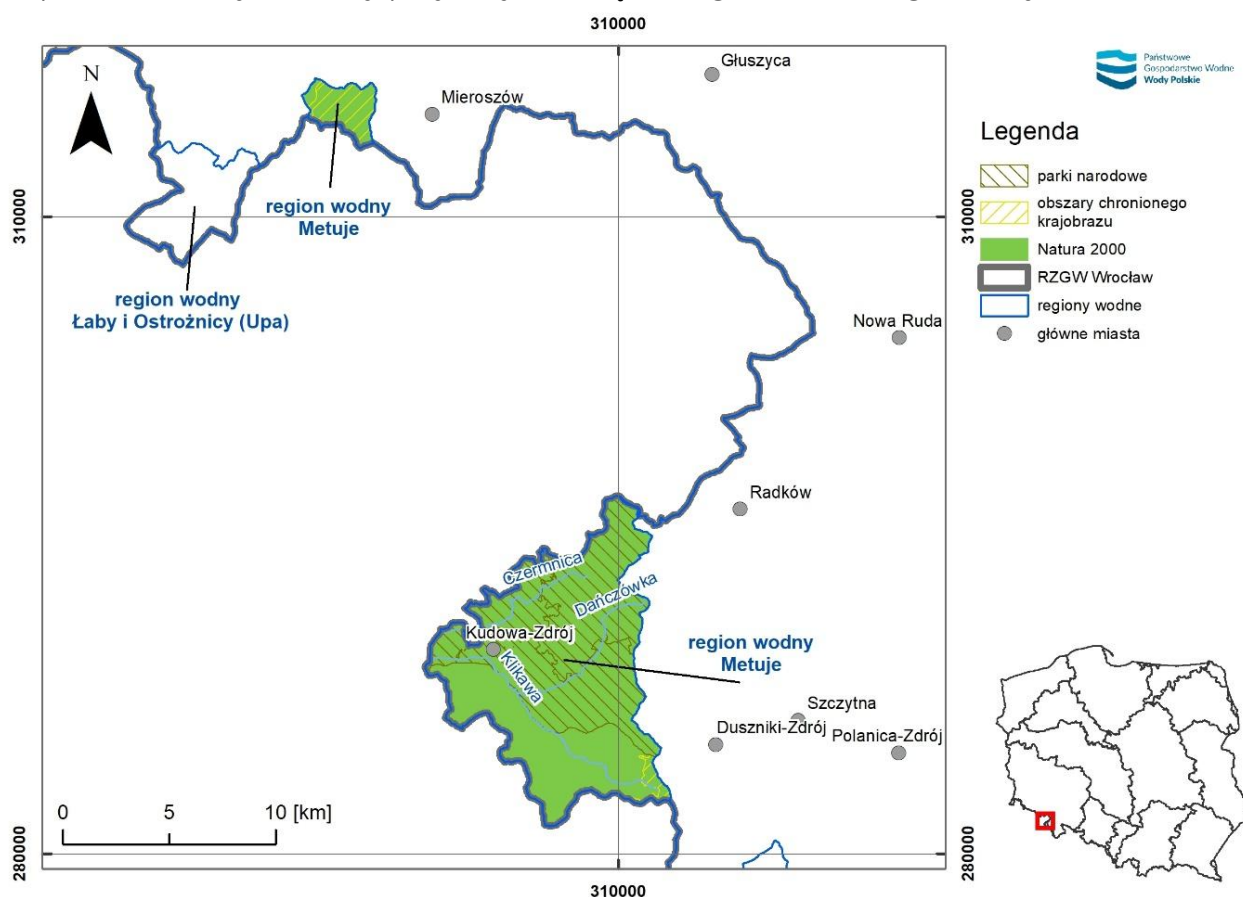 310000
Głuszyca
Państwowe
Gospodarstwo Wodne
Wody Polskie
N
Mieroszów
Legenda
parki narodowe
obszary chronionego
krajobrazu
Natura 2000
RZGW Wrocław
regiony wodne
główne miasta
region wodny
Metuje
310000
310000
region wodny
Łaby i Ostrożnicy (Upa)
Nowa Ruda
Radków
Czermnica
Dańczówka
Kudowa-Zdrój
Klikawa
region wodny
Metuje
Szczytna
Duszniki-Zdrój
Polanica-Zdrój
0 5 10 [km]
280000
280000
310000